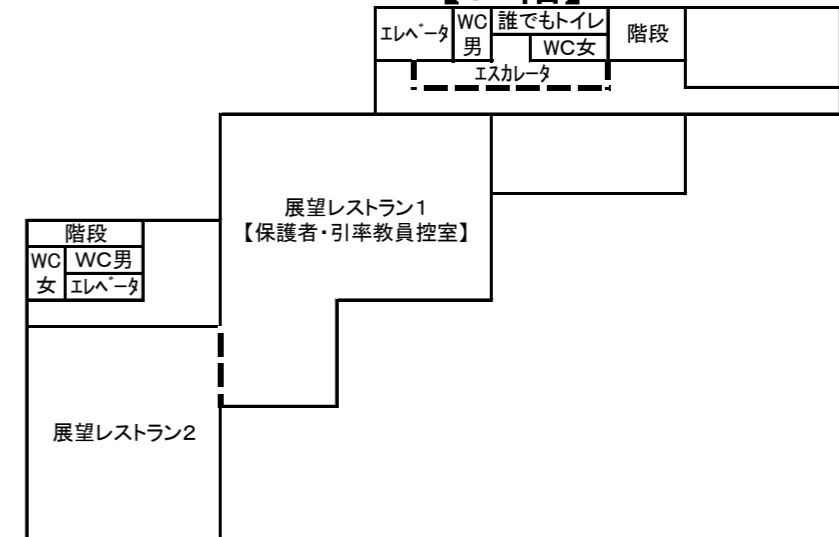 エレベータ
WC
男
誰でもトイレ
WC女
階段
エスカレータ
展望レストラン1
【保護者・引率教員控室】
階段
WC
女
WC男
エレベータ
展望レストラン2